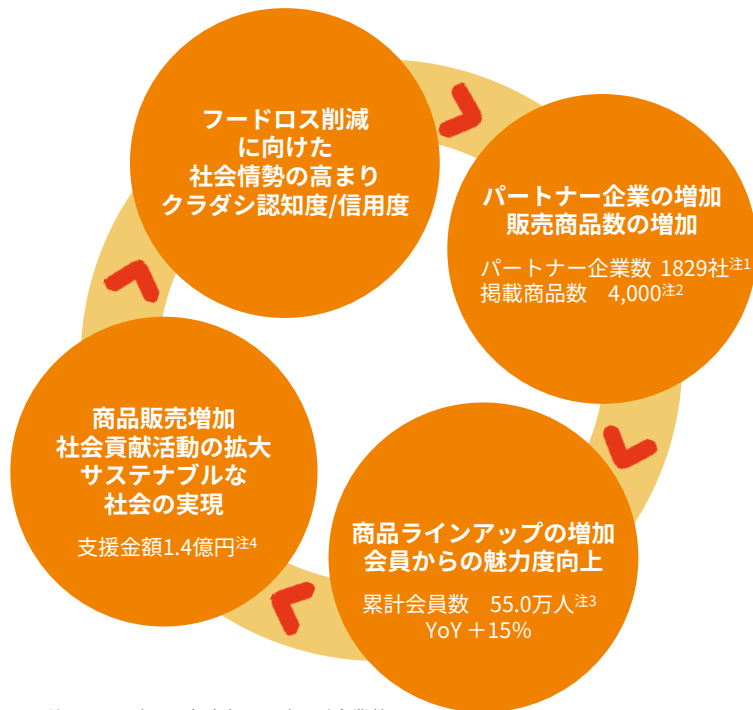 フードロス削減
に向けた
社会情勢の高まり
クラダシ認知度/信用度
パートナー企業の増加
販売商品数の増加
パートナー企業数 1829社注1
掲載商品数 4,000注2
商品ラインアップの増加
会員からの魅力度向上
累計会員数 55.0万人注3
YoY +15%
商品販売増加
社会貢献活動の拡大
サステナブルな
社会の実現
支援金額1.4億円注4